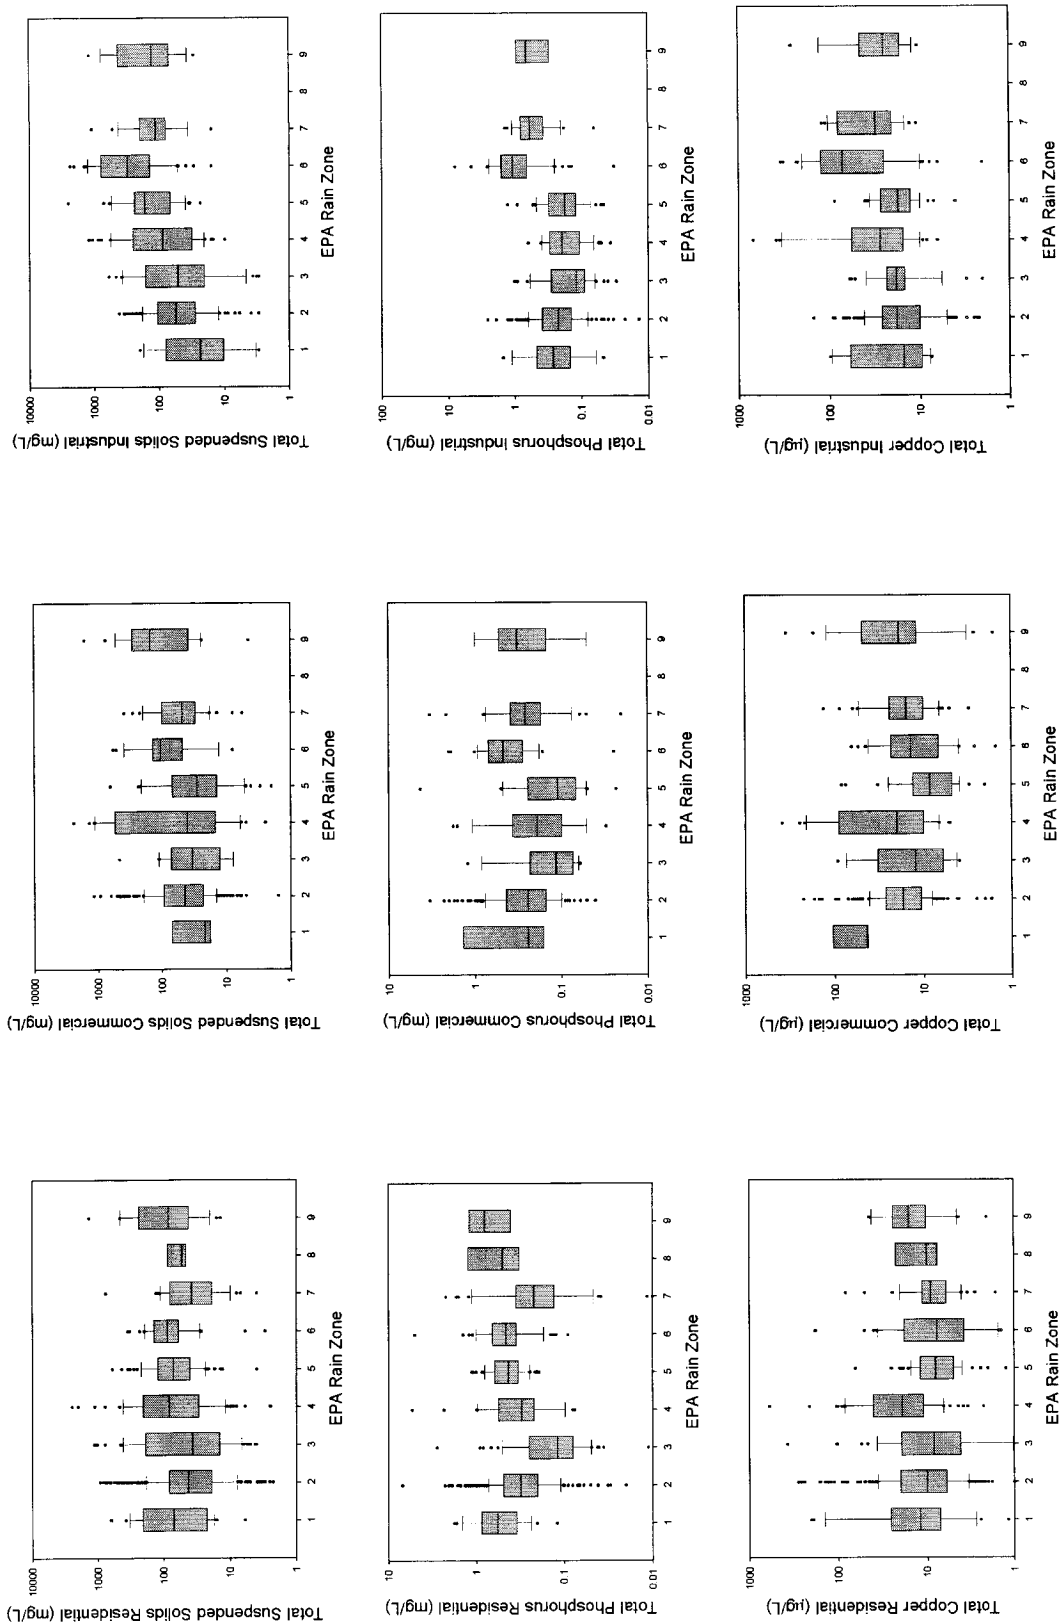 Total Suspended Solids Residential (mg/L)
10000
1000
100
10
1
1 2 3 4 5 6 7 8 9
EPA Rain Zone
Total Suspended Solids Commercial (mg/L)
10000
1000
100
10
1
1 2 3 4 5 6 7 8 9
EPA Rain Zone
Total Suspended Solids Industrial (mg/L)
10000
1000
100
10
1
1 2 3 4 5 6 7 8 9
EPA Rain Zone
Total Phosphorus Residential (mg/L)
10
1
0.1
0.01
1 2 3 4 5 6 7 8 9
EPA Rain Zone
Total Phosphorus Commercial (mg/L)
10
1
0.1
0.01
1 2 3 4 5 6 7 8 9
EPA Rain Zone
Total Phosphorus Industrial (mg/L)
100
10
1
0.1
0.01
1 2 3 4 5 6 7 8 9
EPA Rain Zone
Total Copper Residential (µg/L)
1000
100
10
1
1 2 3 4 5 6 7 8 9
EPA Rain Zone
Total Copper Commercial (µg/L)
1000
100
10
1
1 2 3 4 5 6 7 8 9
EPA Rain Zone
Total Copper Industrial (µg/L)
1000
100
10
1
1 2 3 4 5 6 7 8 9
EPA Rain Zone